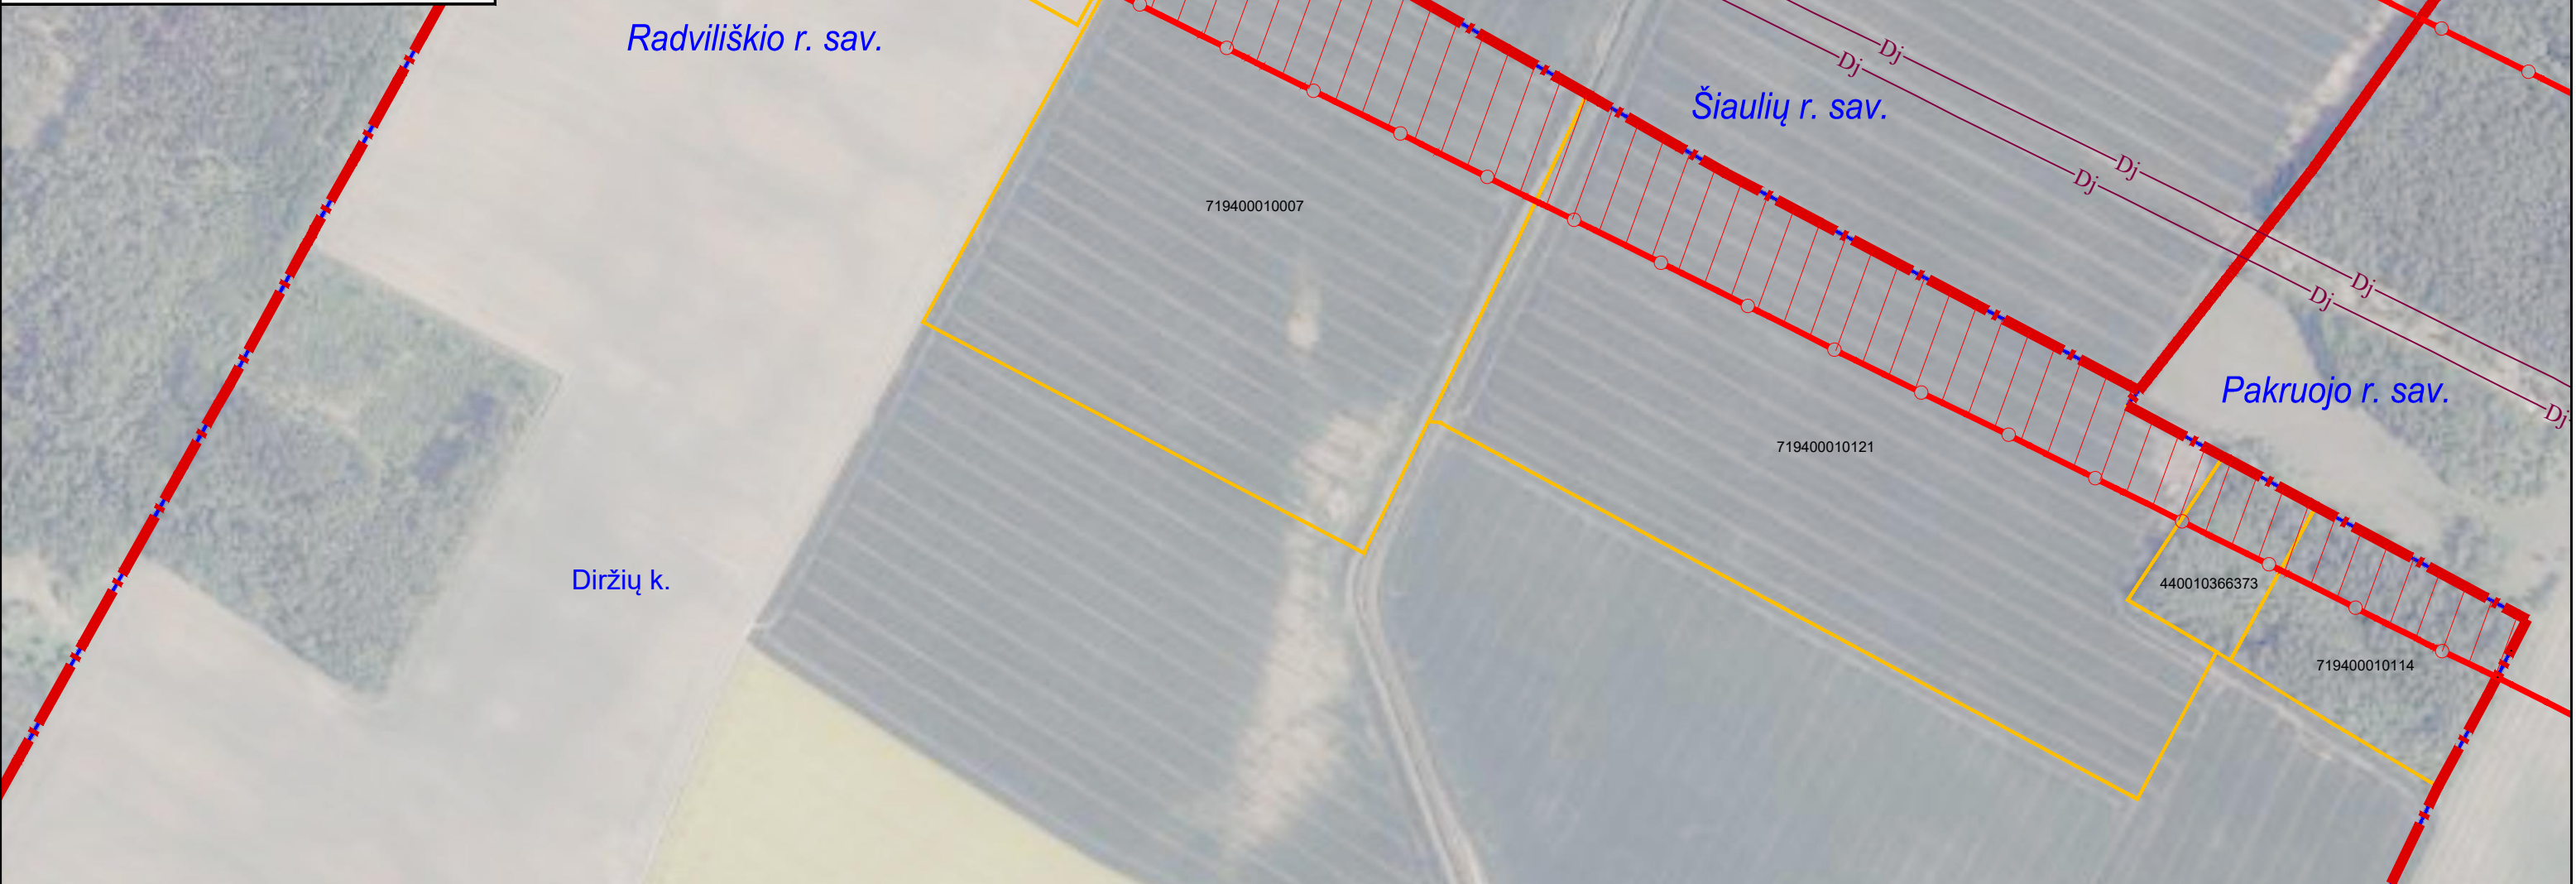 Radviliškio r. sav.
Dj
Dj
Šiaulių r. sav.
Dj
Dj
719400010007
Dj
Dj
Pakruojo r. sav.
Dj
719400010121
Diržių k.
440010366373
719400010114